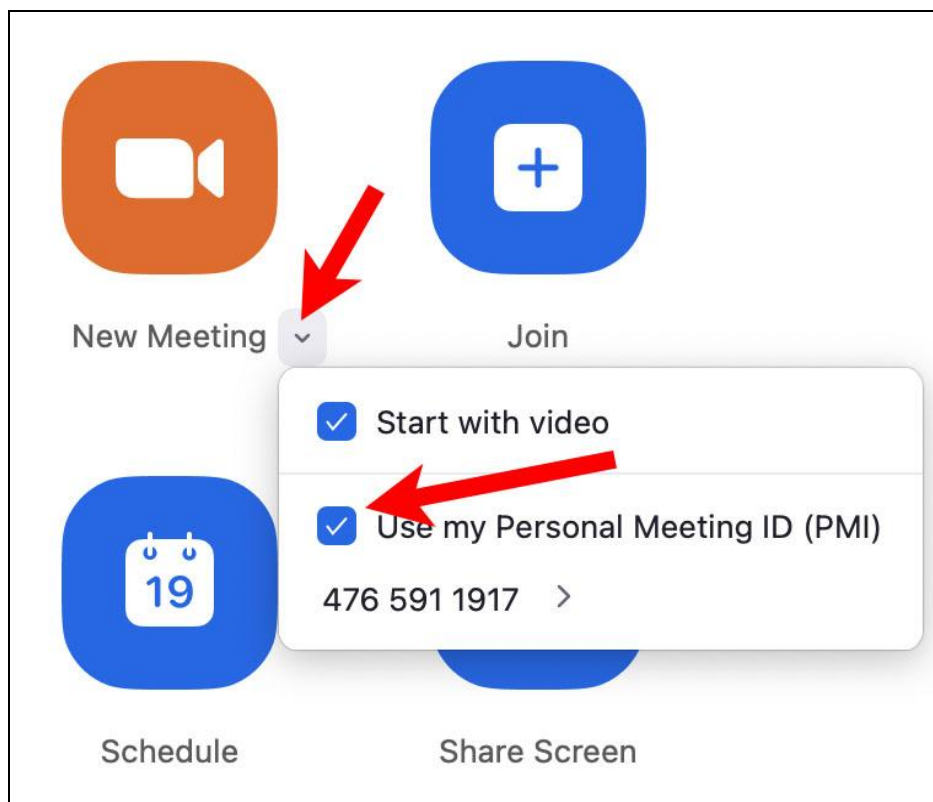 New Meeting
Join
Start with video
Use my Personal Meeting ID (PMI)
19
476 591 1917
Schedule
Share Screen